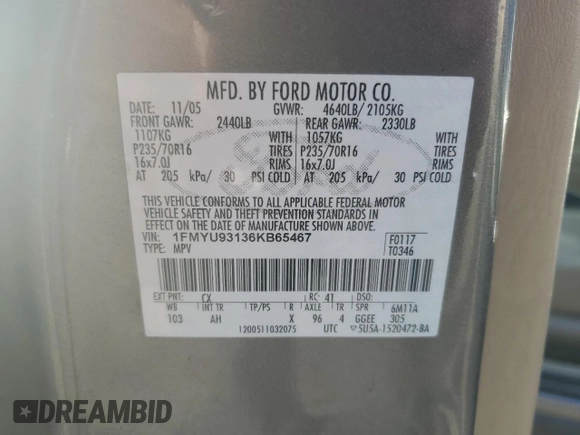 MFD. BY FORD MOTOR CO.
DATE: 11/05 GVWR: 4640LB/ 2105KG
FRONT GAWR: 2440LB REAR GAWR: 2330LB
1107KG WITH 1057KG WITH
P235/70R16 TIRES P235/70R16 TIRES
16x7.0J RIMS 16x7.0J RIMS
AT 205 kPa/ 30 PSI COLD AT 205 kPa/ 30 PSI COLD
THIS VEHICLE CONFORMS TO ALL APPLICABLE FEDERAL MOTOR
VEHICLE SAFETY AND THEFT PREVENTION STANDARDS IN
EFFECT ON THE DATE OF MANUFACTURE SHOWN ABOVE.
VIN: 1FMYU93136KB65467 F0117
TYPE: MPV T0346
EXT PNT: CX RC: 41 DSO:
WB INT TR TP/PS R AXLE TR SPR 6M11A
103 AH X 96 4 GGEE 305
1200511032075 UTC ▽5U5A-1520472-BA
DREAMBID